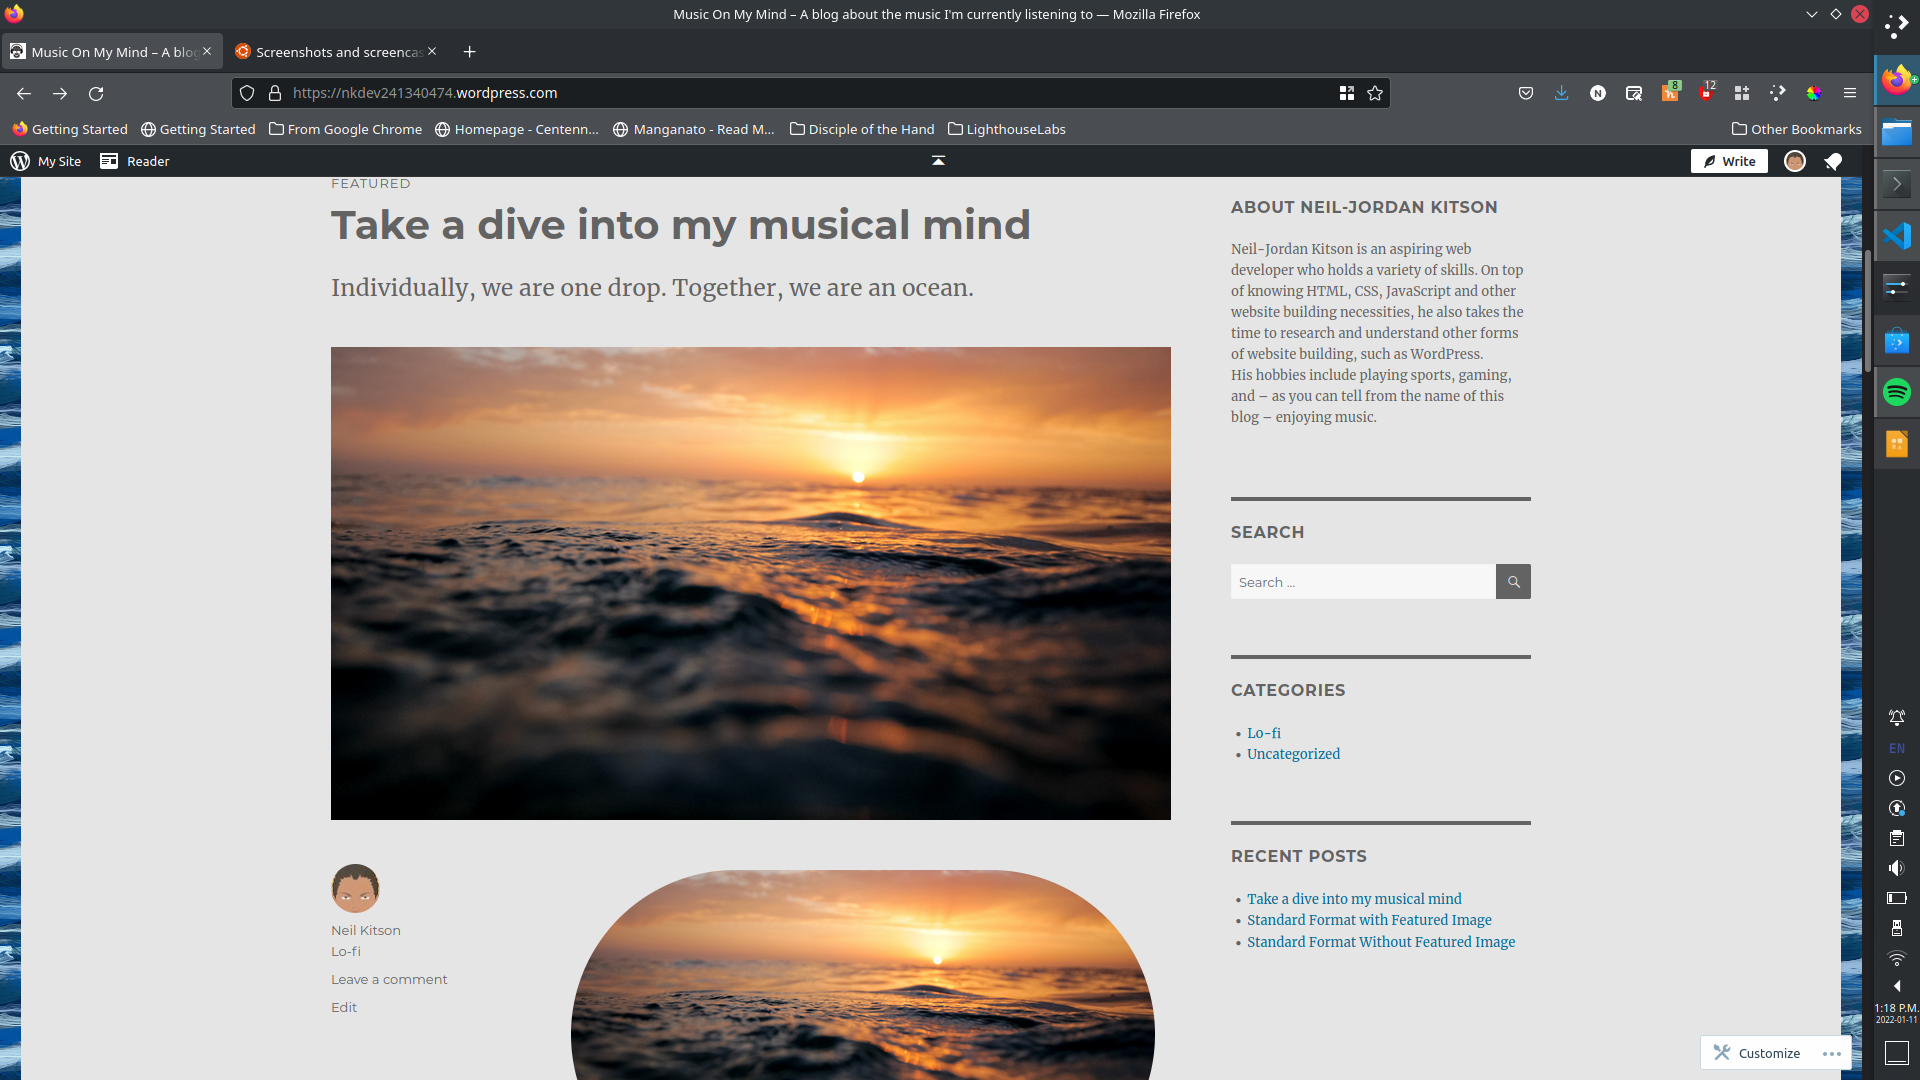 Music On My Mind – A blog about the music I'm currently listening to — Mozilla Firefox
Music On My Mind – A blog
Screenshots and screencas
https://nkdev241340474.wordpress.com
8
12
Getting Started
Getting Started
From Google Chrome
Homepage - Centenn...
Manganato - Read M...
Disciple of the Hand
LighthouseLabs
Other Bookmarks
My Site
Reader
Write
FEATURED
Take a dive into my musical mind
Individually, we are one drop. Together, we are an ocean.
Neil Kitson
Lo-fi
Leave a comment
Edit
ABOUT NEIL-JORDAN KITSON
Neil-Jordan Kitson is an aspiring web
developer who holds a variety of skills. On top
of knowing HTML, CSS, JavaScript and other
website building necessities, he also takes the
time to research and understand other forms
of website building, such as WordPress.
His hobbies include playing sports, gaming,
and – as you can tell from the name of this
blog – enjoying music.
SEARCH
Search …
CATEGORIES
Lo-fi
Uncategorized
RECENT POSTS
Take a dive into my musical mind
Standard Format with Featured Image
Standard Format Without Featured Image
Customize
EN
1:18 P.M.
2022-01-11